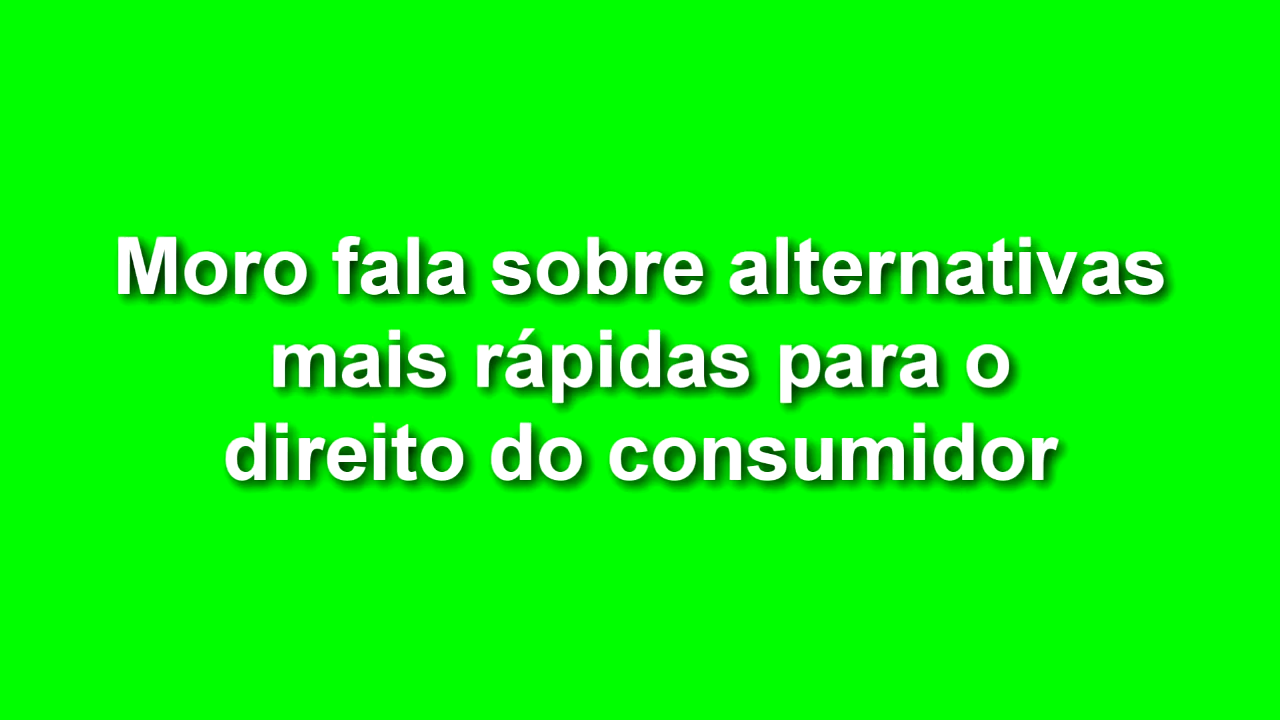 Moro fala sobre alternativas
mais rápidas para o
direito do consumidor